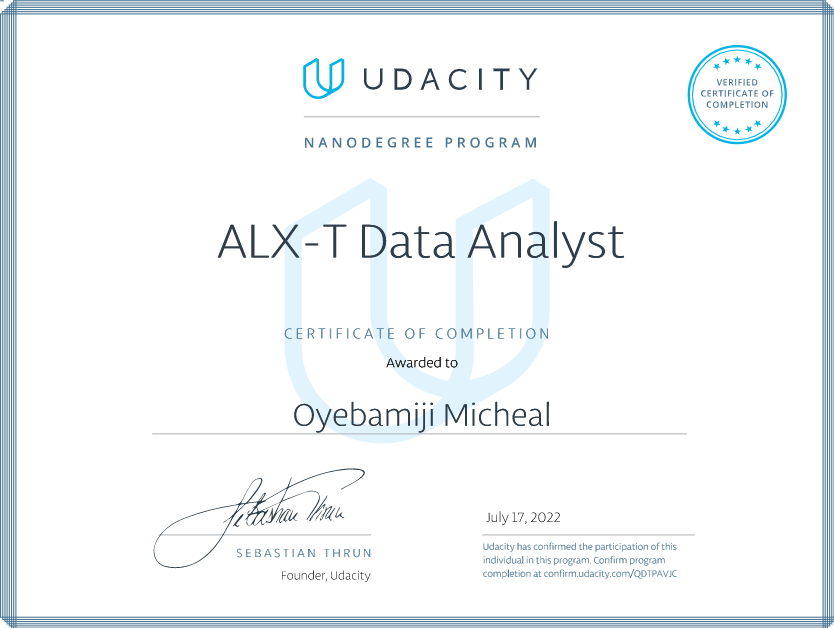 UDACITY
VERIFIED
CERTIFICATE OF
COMPLETION
NANODEGREE PROGRAM
ALX-T Data Analyst
CERTIFICATE OF COMPLETION
Awarded to
Oyebamiji Micheal
Sebastian Thrun
July 17, 2022
SEBASTIAN THRUN
Founder, Udacity
Udacity has confirmed the participation of this
individual in this program. Confirm program
completion at confirm.udacity.com/QDTPAVJC